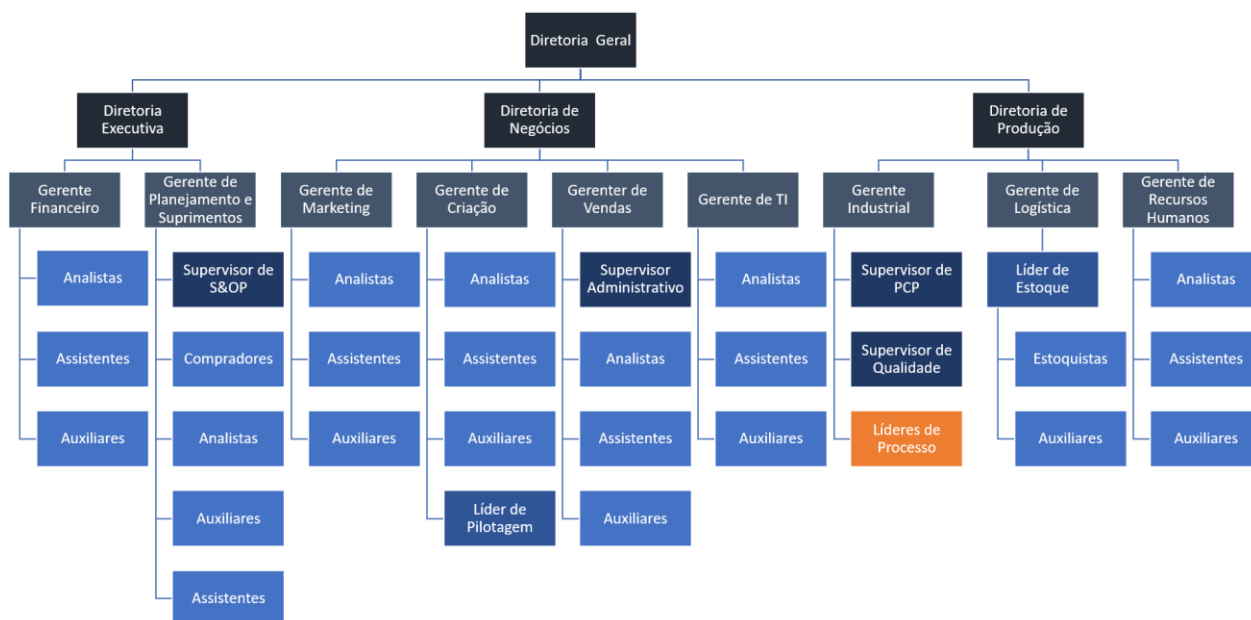 Diretoria Geral
Diretoria
Executiva
Diretoria de
Negócios
Diretoria de
Produção
Gerente
Financeiro
Gerente de
Planejamento e
Suprimentos
Gerente de
Marketing
Gerente de
Criação
Gerenter de
Vendas
Gerente de TI
Gerente
Industrial
Gerente de
Logística
Gerente de
Recursos
Humanos
Analistas
Supervisor de
S&OP
Analistas
Analistas
Supervisor
Administrativo
Analistas
Supervisor de
PCP
Líder de
Estoque
Analistas
Assistentes
Compradores
Assistentes
Assistentes
Analistas
Assistentes
Supervisor de
Qualidade
Estoquistas
Assistentes
Auxiliares
Analistas
Auxiliares
Auxiliares
Assistentes
Auxiliares
Líderes de
Processo
Auxiliares
Auxiliares
Auxiliares
Líder de
Pilotagem
Auxiliares
Assistentes